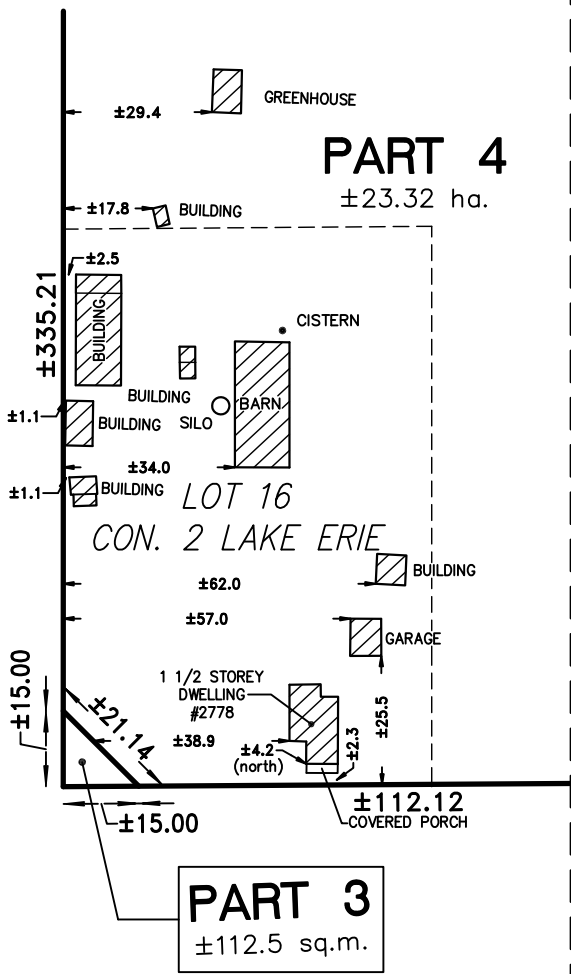 ±29.4
GREENHOUSE
PART 4
±23.32 ha.
±17.8
BUILDING
±2.5
±335.21
BUILDING
CISTERN
BUILDING
±1.1
BUILDING
SILO
BARN
±34.0
±1.1
BUILDING
LOT 16
CON. 2 LAKE ERIE
±62.0
BUILDING
±57.0
GARAGE
1 1/2 STOREY
DWELLING
#2778
±15.00
±21.14
±38.9
±4.2
(north)
±2.3
±25.5
±112.12
COVERED PORCH
±15.00
PART 3
±112.5 sq.m.